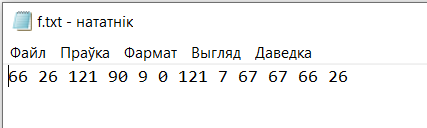 f.txt - нататнік
Файл Праўка Фармат Выгляд Даведка
66 26 121 90 9 0 121 7 67 67 66 26